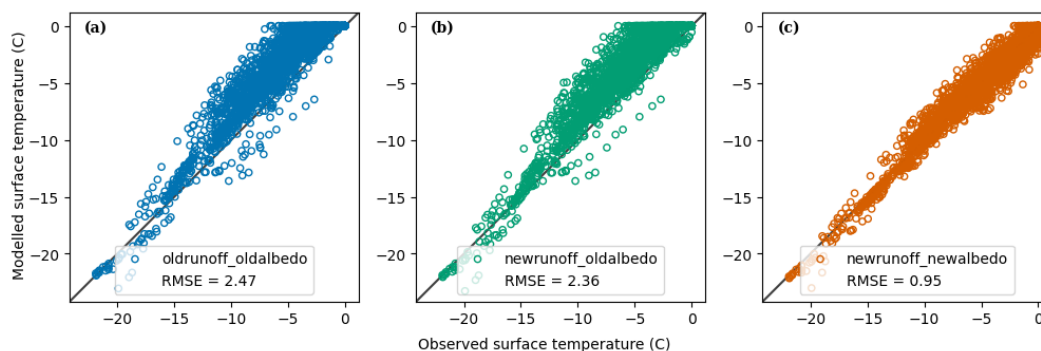 Modelled surface temperature (C)
(a)
0
−5
−10
−15
−20
oldrunoff_oldalbedo
RMSE = 2.47
−20 −15 −10 −5 0
(b)
0
−5
−10
−15
−20
newrunoff_oldalbedo
RMSE = 2.36
−20 −15 −10 −5 0
(c)
0
−5
−10
−15
−20
newrunoff_newalbedo
RMSE = 0.95
−20 −15 −10 −5 0
Observed surface temperature (C)